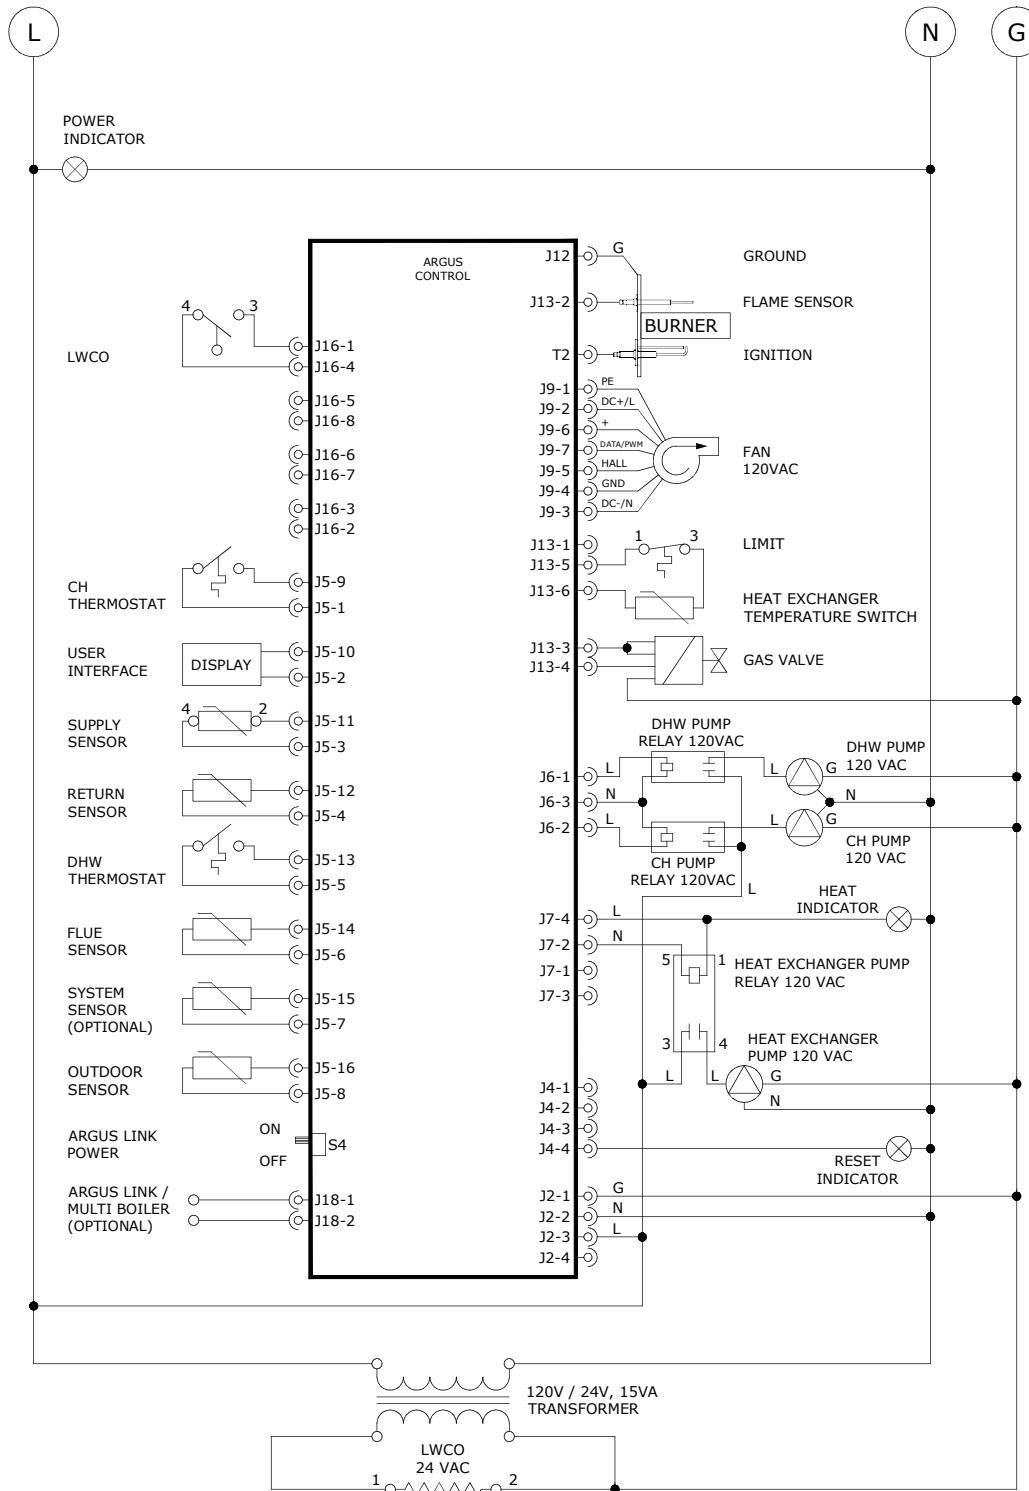 L
N
G
POWER
INDICATOR
ARGUS
CONTROL
4
3
LWCO
J16-1
J16-4
J16-5
J16-8
J16-6
J16-7
J16-3
J16-2
CH
THERMOSTAT
J5-9
J5-1
USER
INTERFACE
DISPLAY
J5-10
J5-2
SUPPLY
SENSOR
4
2
J5-11
J5-3
RETURN
SENSOR
J5-12
J5-4
DHW
THERMOSTAT
J5-13
J5-5
FLUE
SENSOR
J5-14
J5-6
SYSTEM
SENSOR
(OPTIONAL)
J5-15
J5-7
OUTDOOR
SENSOR
J5-16
J5-8
ARGUS LINK
POWER
ON
OFF
S4
ARGUS LINK /
MULTI BOILER
(OPTIONAL)
J18-1
J18-2
J12
G
GROUND
J13-2
FLAME SENSOR
BURNER
T2
IGNITION
J9-1
PE
J9-2
DC+/L
J9-6
+
J9-7
DATA/PWM
J9-5
HALL
J9-4
GND
J9-3
DC-/N
FAN
120VAC
J13-1
J13-5
1
3
LIMIT
J13-6
HEAT EXCHANGER
TEMPERATURE SWITCH
J13-3
J13-4
GAS VALVE
DHW PUMP
RELAY 120VAC
DHW PUMP
120 VAC
J6-1
L
L
G
J6-3
N
N
J6-2
L
L
G
CH PUMP
RELAY 120VAC
CH PUMP
120 VAC
L
HEAT
INDICATOR
J7-4
L
J7-2
N
J7-1
J7-3
5
1
HEAT EXCHANGER PUMP
RELAY 120 VAC
3
4
HEAT EXCHANGER
PUMP 120 VAC
L
L
G
N
J4-1
J4-2
J4-3
J4-4
RESET
INDICATOR
J2-1
G
J2-2
N
J2-3
L
J2-4
120V / 24V, 15VA
TRANSFORMER
LWCO
24 VAC
1
2